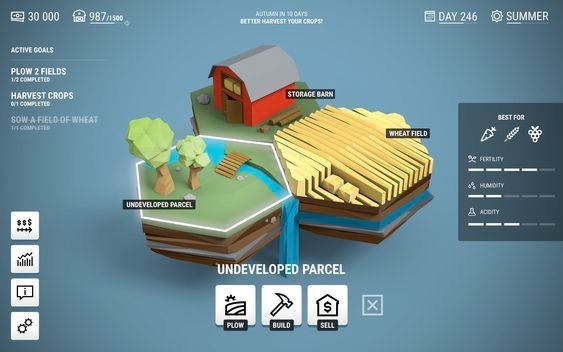 30 000
987/1500
AUTUMN IN 10 DAYS
BETTER HARVEST YOUR CROPS!
DAY 246
SUMMER
ACTIVE GOALS
PLOW 2 FIELDS
1/2 COMPLETED
HARVEST CROPS
0/1 COMPLETED
SOW A FIELD OF WHEAT
1/1 COMPLETED
STORAGE BARN
WHEAT FIELD
UNDEVELOPED PARCEL
BEST FOR
FERTILITY
HUMIDITY
ACIDITY
$$$
UNDEVELOPED PARCEL
PLOW
BUILD
$
SELL